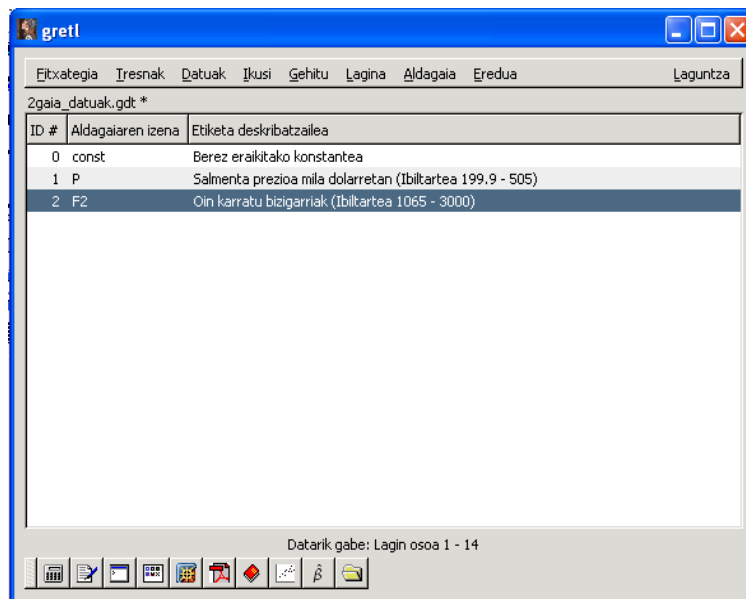 gretl
Fitxategia Tresnak Datuak Ikusi Gehitu Lagina Aldagaia Eredua Laguntza
2gaia_datuak.gdt *
ID # Aldagaiaren izena Etiketa deskribatzailea
0 const Berez eraikitako konstantea
1 P Salmenta prezioa mila dolarretan (Ibiltartea 199.9 - 505)
2 F2 Oin karratu bizigarriak (Ibiltartea 1065 - 3000)
Datarik gabe: Lagin osoa 1 - 14
β̂